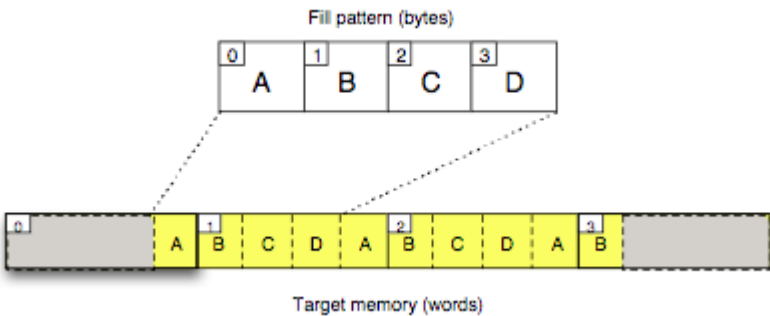 Fill pattern (bytes)
0 1 2 3
A B C D
0 1 2 3
A B C D A B C D A B
Target memory (words)